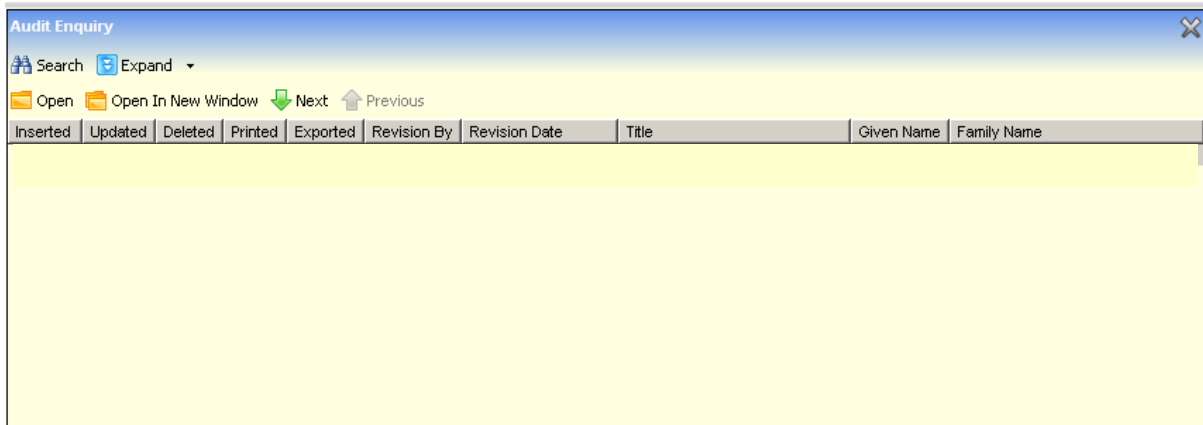 Audit Enquiry
Search Expand
Open Open In New Window Next Previous
Inserted Updated Deleted Printed Exported Revision By Revision Date Title Given Name Family Name